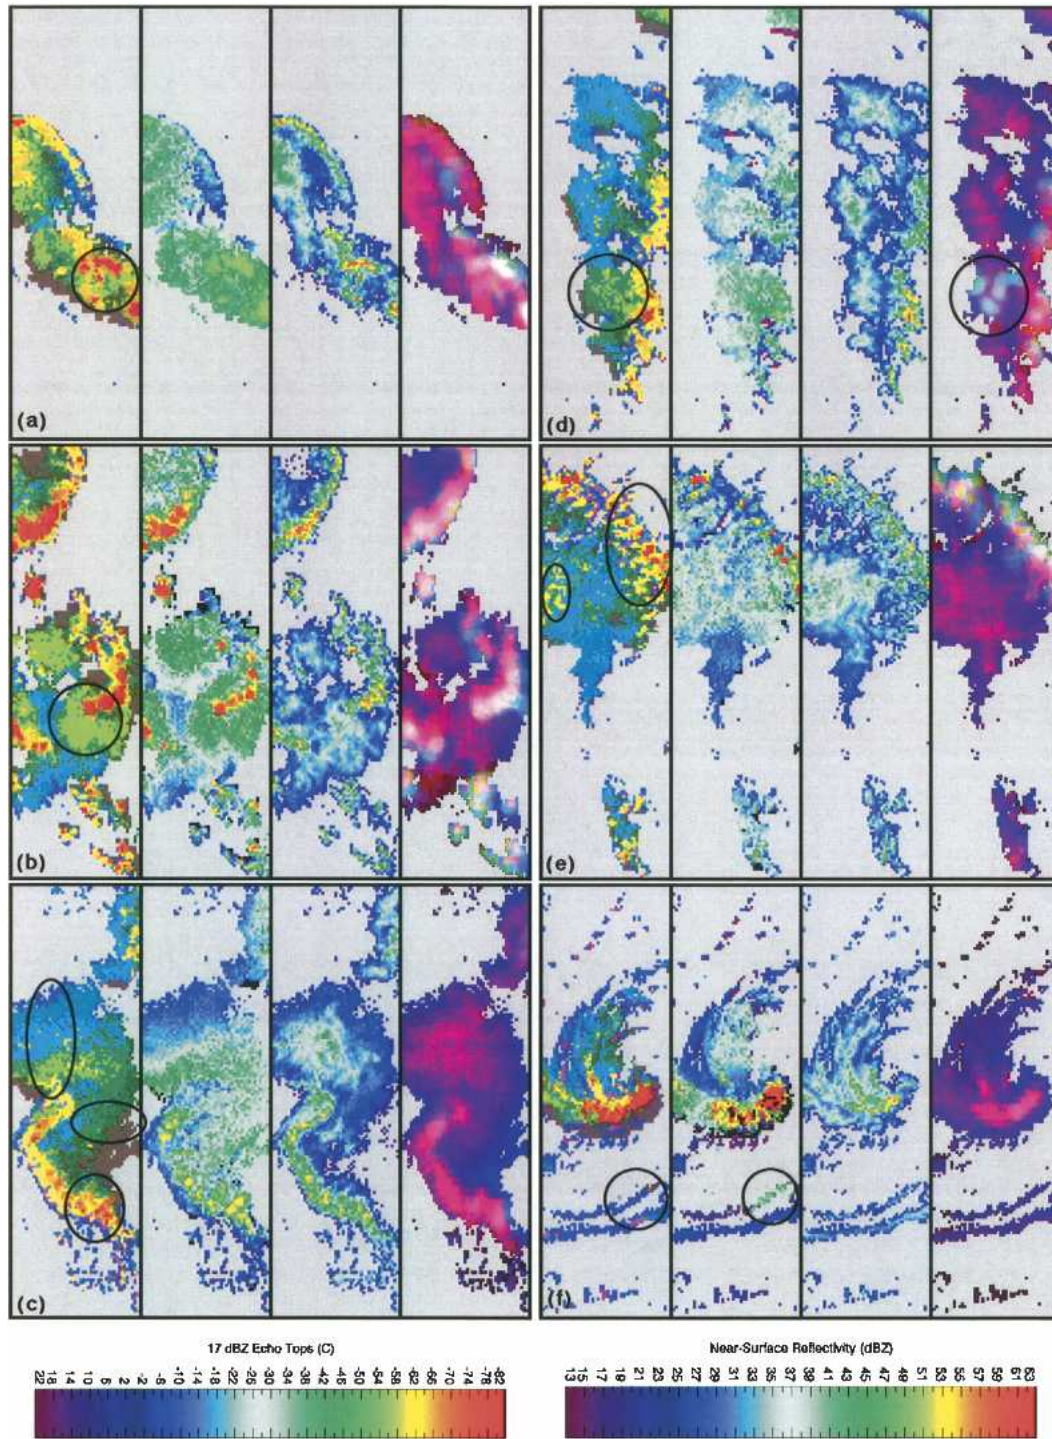 (a)
(d)
(b)
(e)
(c)
(f)
17 dBZ Echo Tops (C)
Near-Surface Reflectivity (dBZ)
22 18 14 10 6 2 -2 -6 -10 -14 -18 -22 -26 -30 -34 -38 -42 -46 -50 -54 -58 -62 -66 -70 -74 -78 -82
13 15 17 19 21 23 25 27 29 31 33 35 37 39 41 43 45 47 49 51 53 55 57 59 61 63